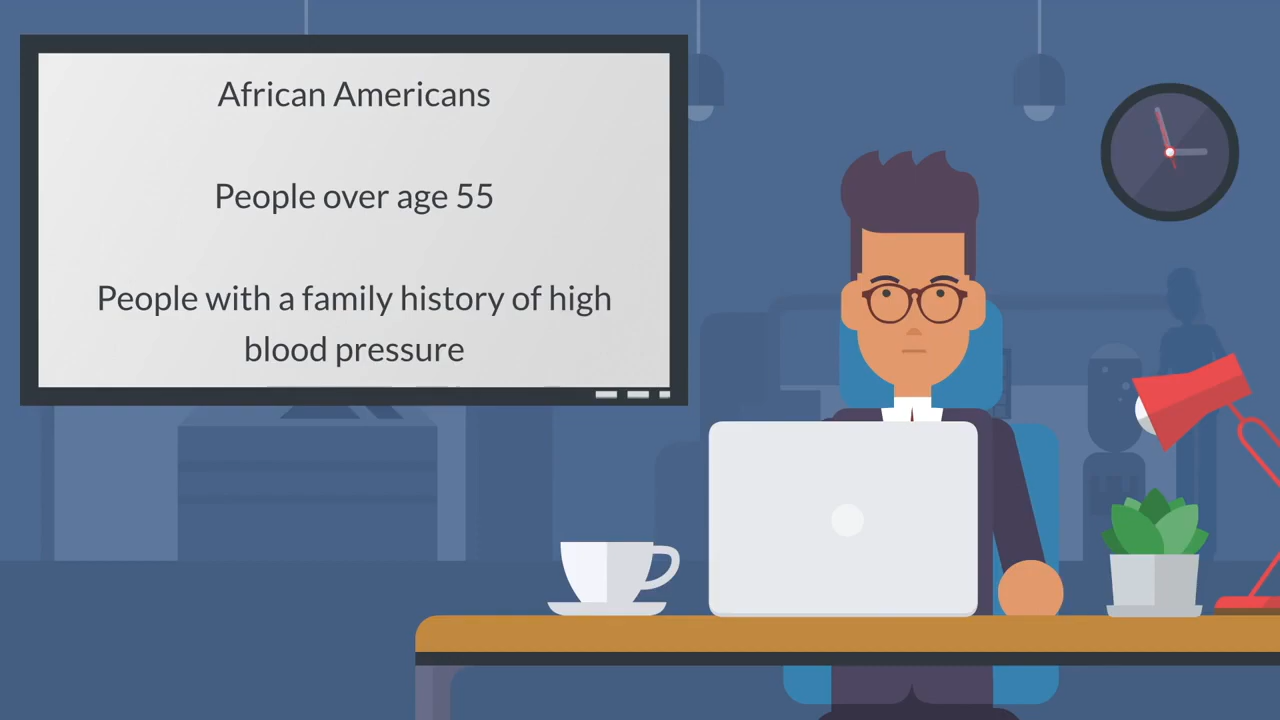 African Americans
People over age 55
People with a family history of high
blood pressure